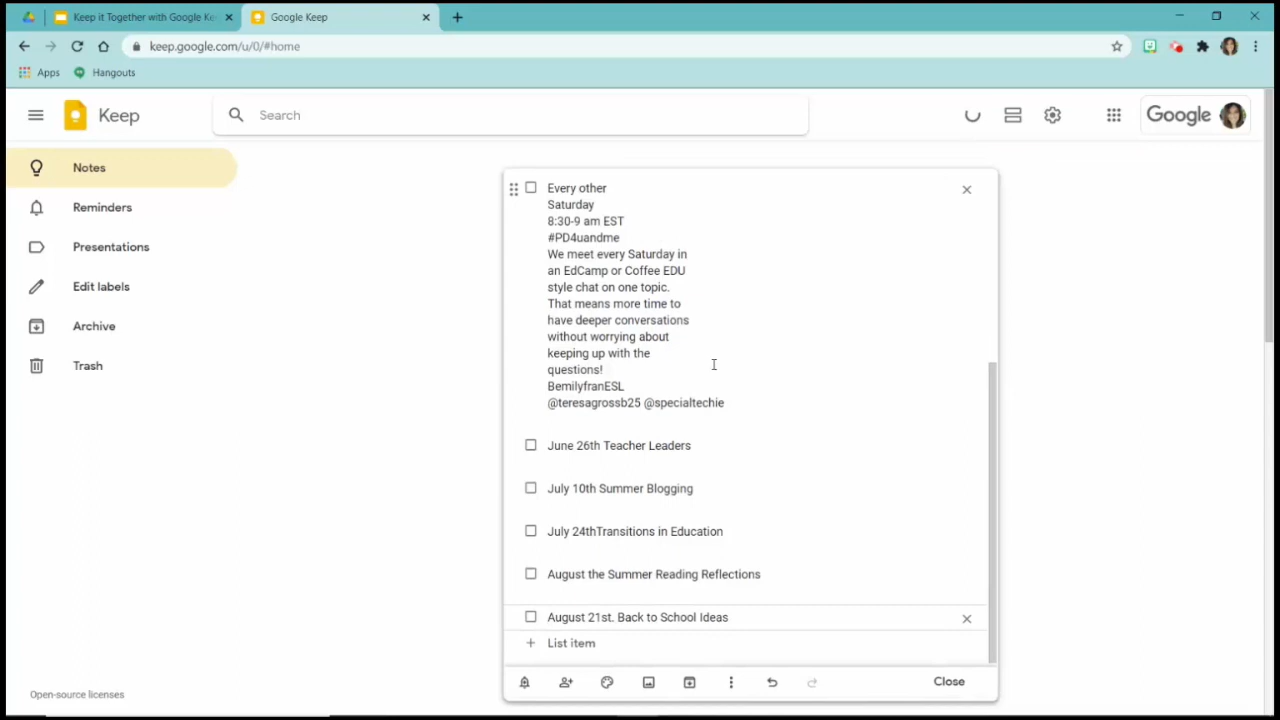 Keep it Together with Google Ke
Google Keep
keep.google.com/u/0/#home
Apps
Hangouts
Keep
Search
Google
Notes
Reminders
Presentations
Edit labels
Archive
Trash
Every other
Saturday
8:30-9 am EST
#PD4uandme
We meet every Saturday in
an EdCamp or Coffee EDU
style chat on one topic.
That means more time to
have deeper conversations
without worrying about
keeping up with the
questions!
BemilyfranESL
@teresagrossb25 @specialtechie
June 26th Teacher Leaders
July 10th Summer Blogging
July 24thTransitions in Education
August the Summer Reading Reflections
August 21st. Back to School Ideas
+ List item
Close
Open-source licenses